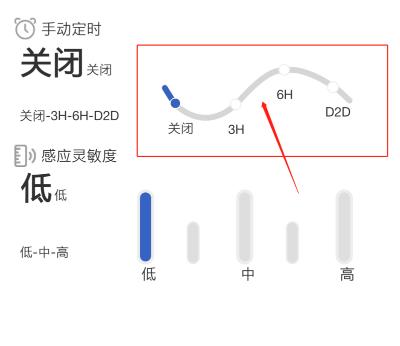 手动定时
关闭 关闭
关闭-3H-6H-D2D
关闭
3H
6H
D2D
感应灵敏度
低 低
低-中-高
低
中
高